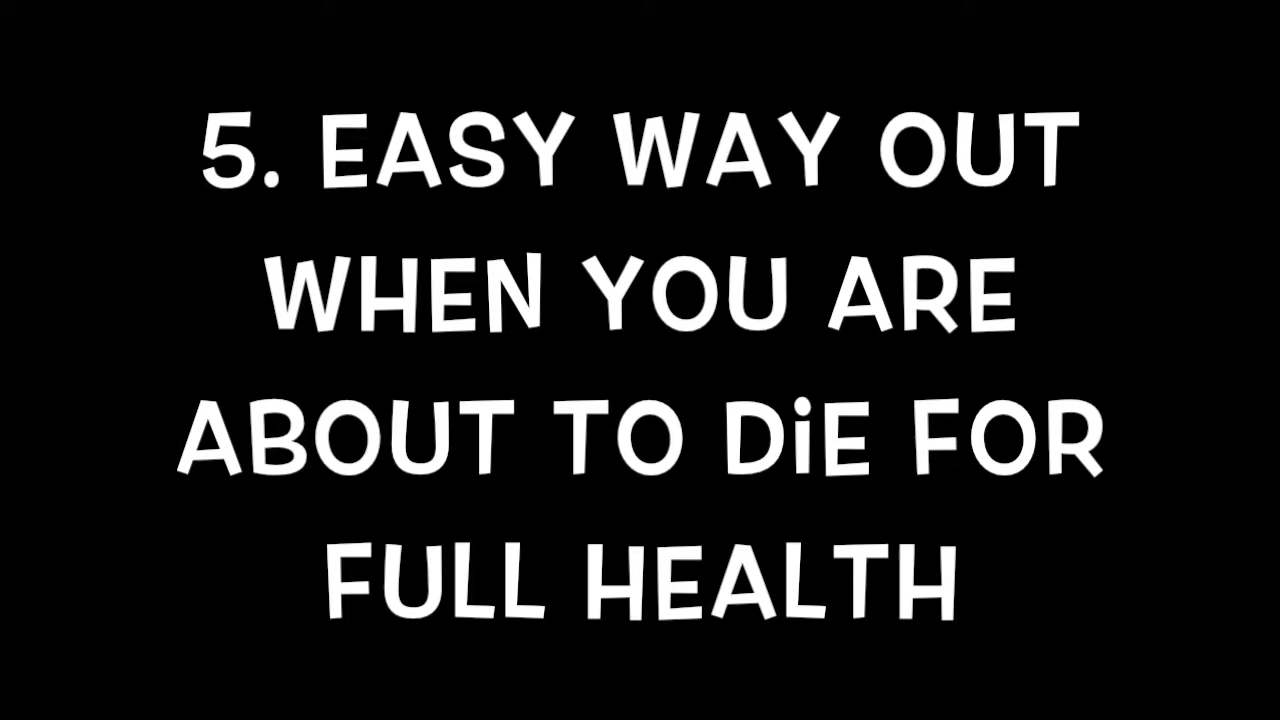 5. EASY WAY OUT
WHEN YOU ARE
ABOUT TO DiE FOR
FULL HEALTH